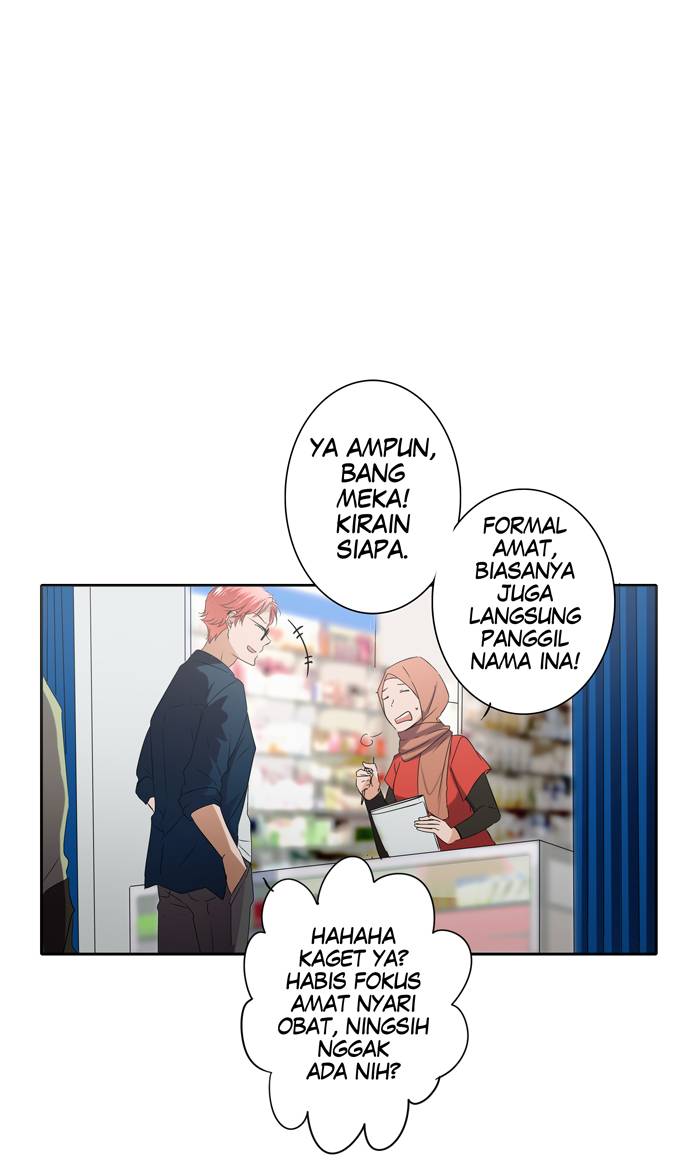 YA AMPUN,
BANG
MEKA!
KIRAIN
SIAPA.
FORMAL
AMAT,
BIASANYA
JUGA
LANGSUNG
PANGGIL
NAMA INA!
HAHAHA
KAGET YA?
HABIS FOKUS
AMAT NYARI
OBAT, NINGSIH
NGGAK
ADA NIH?